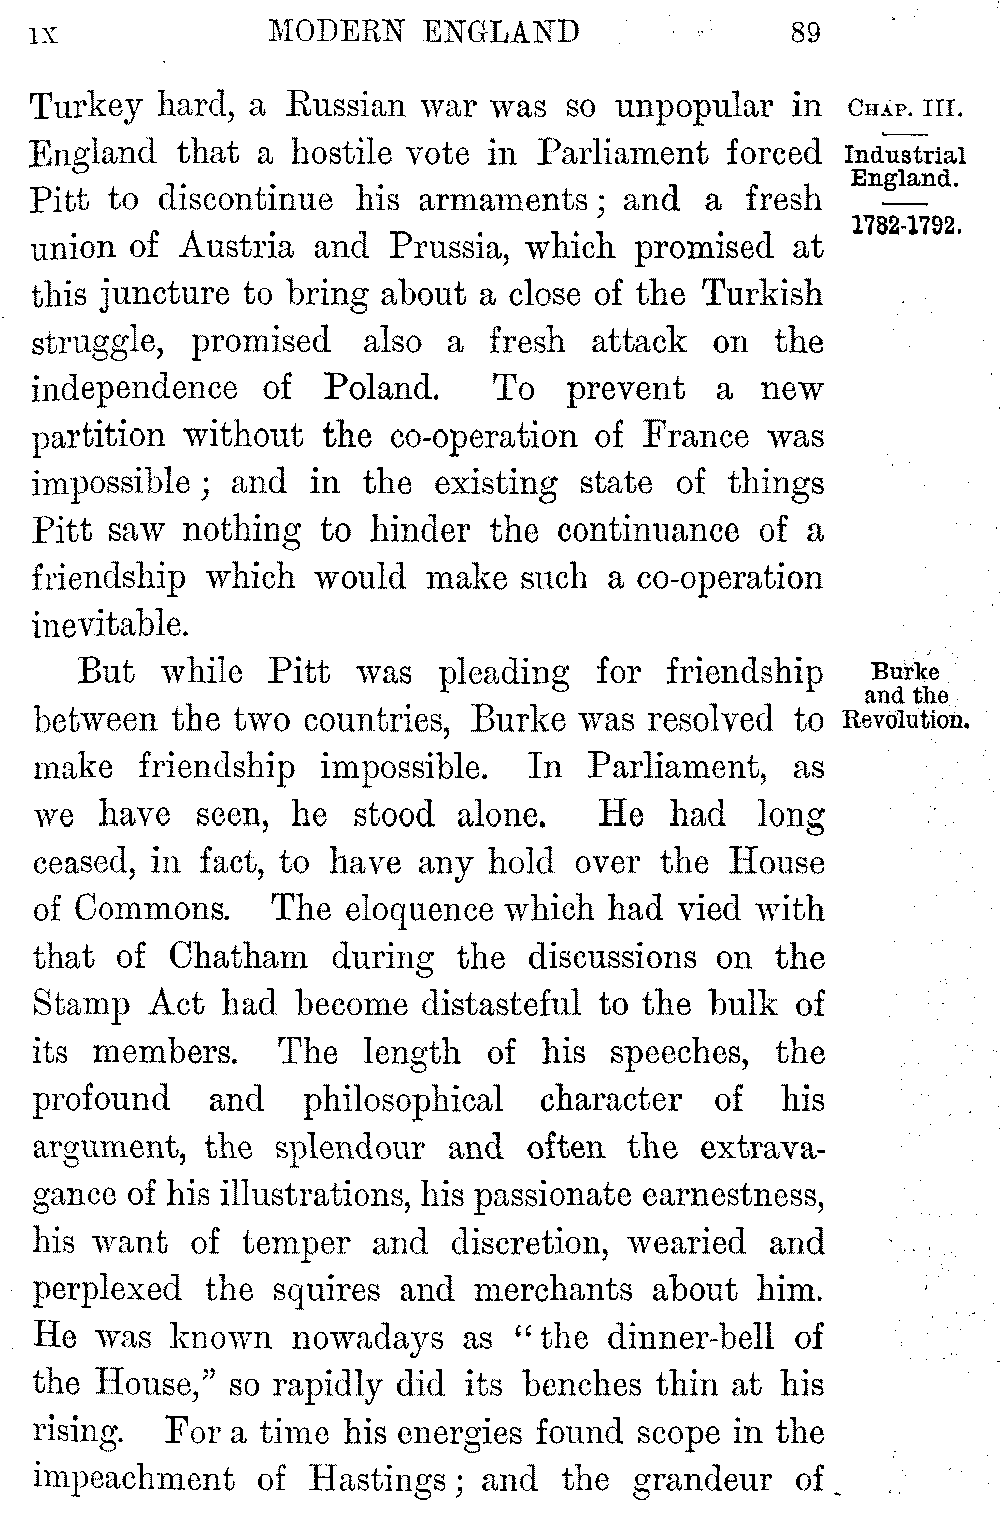 IX MODERN ENGLAND 89
Turkey hard, a Russian war was so unpopular in
England that a hostile vote in Parliament forced
Pitt to discontinue his armaments; and a fresh
union of Austria and Prussia, which promised at
this juncture to bring about a close of the Turkish
struggle, promised also a fresh attack on the
independence of Poland. To prevent a new
partition without the co-operation of France was
impossible; and in the existing state of things
Pitt saw nothing to hinder the continuance of a
friendship which would make such a co-operation
inevitable.
CHAP. III.
Industrial
England.
1782-1792.
But while Pitt was pleading for friendship
between the two countries, Burke was resolved to
make friendship impossible. In Parliament, as
we have seen, he stood alone. He had long
ceased, in fact, to have any hold over the House
of Commons. The eloquence which had vied with
that of Chatham during the discussions on the
Stamp Act had become distasteful to the bulk of
its members. The length of his speeches, the
profound and philosophical character of his
argument, the splendour and often the extrava-
gance of his illustrations, his passionate earnestness,
his want of temper and discretion, wearied and
perplexed the squires and merchants about him.
He was known nowadays as "the dinner-bell of
the House," so rapidly did its benches thin at his
rising. For a time his energies found scope in the
impeachment of Hastings; and the grandeur of
Burke
and the
Revolution.